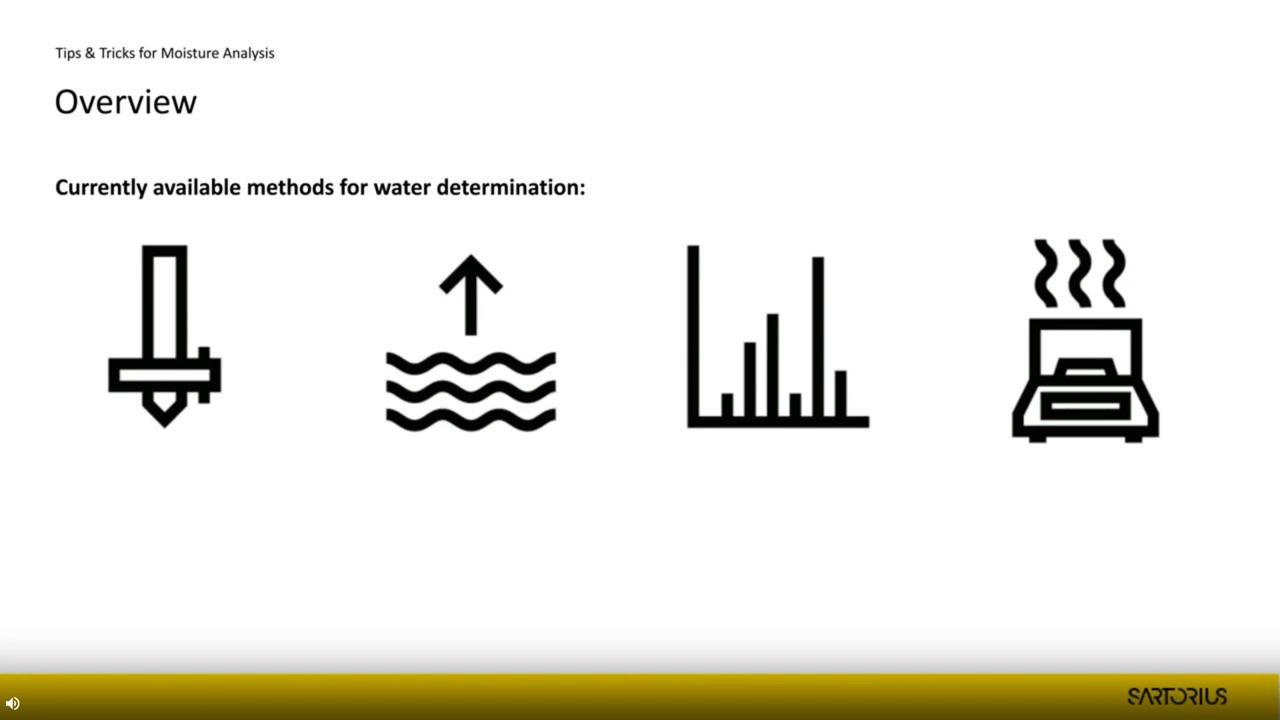 Tips & Tricks for Moisture Analysis
Overview
Currently available methods for water determination:
SARTORIUS